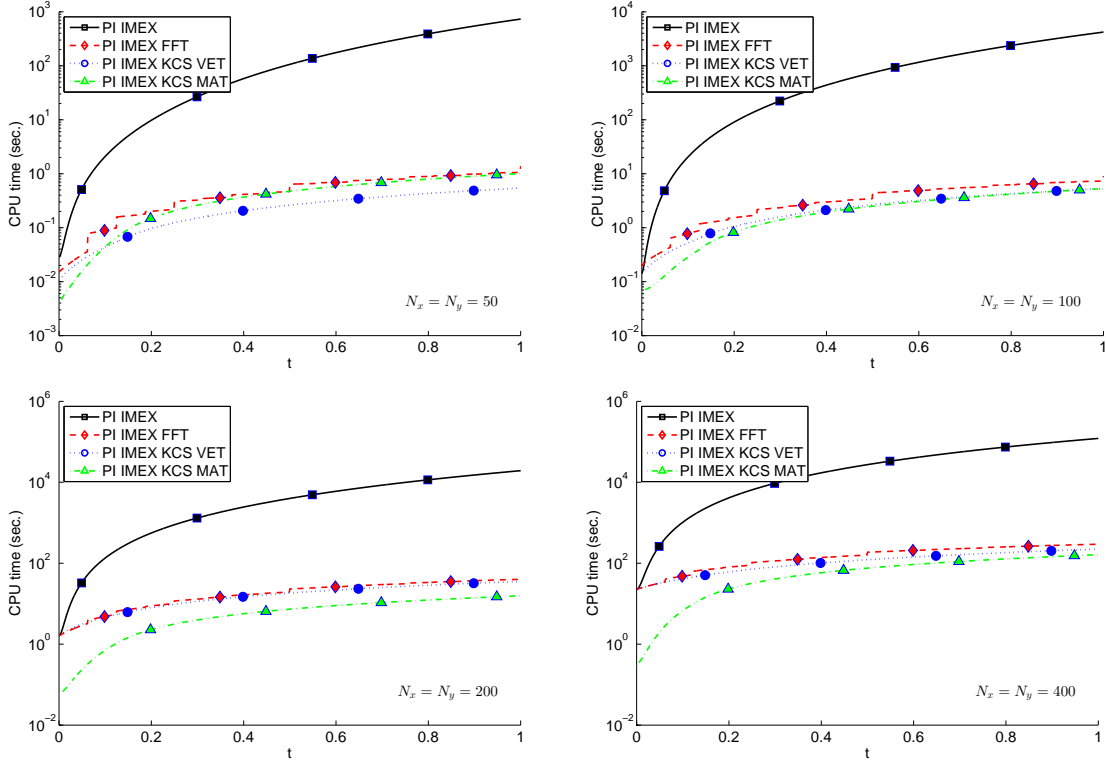 10^3
10^2
10^1
10^0
10^-1
10^-2
10^-3
CPU time (sec.)
PI IMEX
PI IMEX FFT
PI IMEX KCS VET
PI IMEX KCS MAT
N_x = N_y = 50
0 0.2 0.4 0.6 0.8 1
t
10^4
10^3
10^2
10^1
10^0
10^-1
10^-2
CPU time (sec.)
PI IMEX
PI IMEX FFT
PI IMEX KCS VET
PI IMEX KCS MAT
N_x = N_y = 100
0 0.2 0.4 0.6 0.8 1
t
10^6
10^4
10^2
10^0
10^-2
CPU time (sec.)
PI IMEX
PI IMEX FFT
PI IMEX KCS VET
PI IMEX KCS MAT
N_x = N_y = 200
0 0.2 0.4 0.6 0.8 1
t
10^6
10^4
10^2
10^0
10^-2
CPU time (sec.)
PI IMEX
PI IMEX FFT
PI IMEX KCS VET
PI IMEX KCS MAT
N_x = N_y = 400
0 0.2 0.4 0.6 0.8 1
t